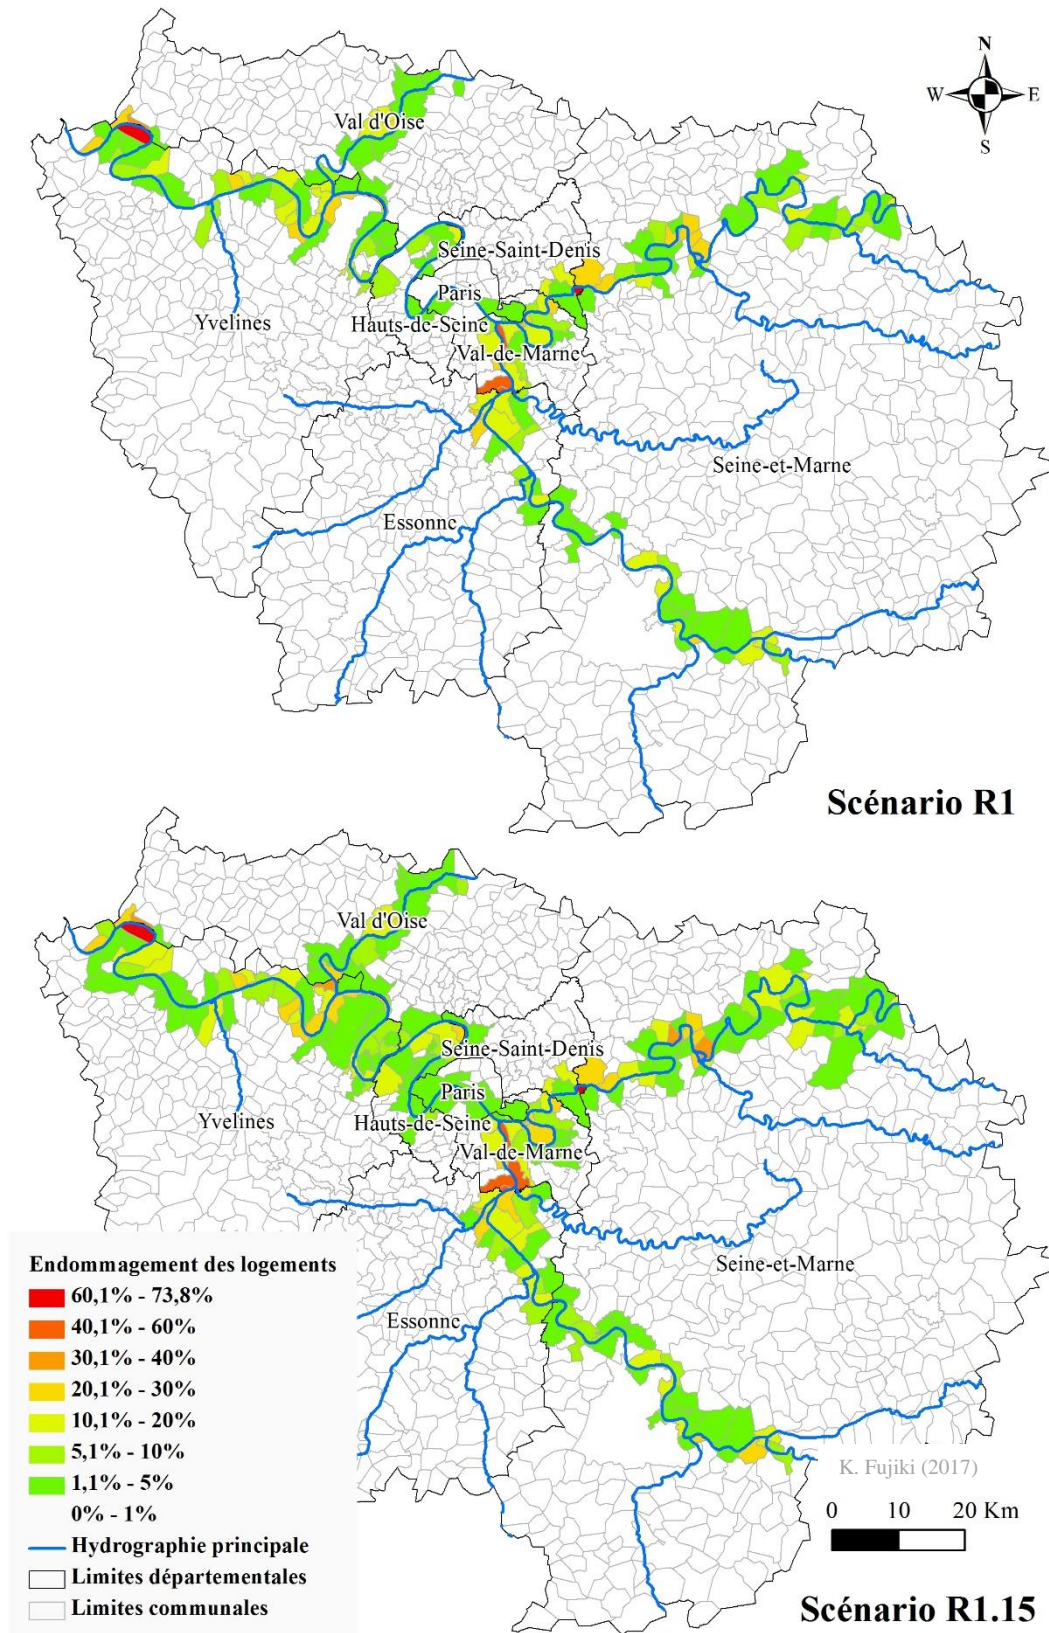 N
W E
S
Val d'Oise
Seine-Saint-Denis
Paris
Hauts-de-Seine
Yvelines
Val-de-Marne
Seine-et-Marne
Essonne
Scénario R1
Val d'Oise
Seine-Saint-Denis
Paris
Hauts-de-Seine
Yvelines
Val-de-Marne
Seine-et-Marne
Essonne
Endommagement des logements
60,1% - 73,8%
40,1% - 60%
30,1% - 40%
20,1% - 30%
10,1% - 20%
5,1% - 10%
1,1% - 5%
0% - 1%
Hydrographie principale
Limites départementales
Limites communales
K. Fujiki (2017)
0 10 20 Km
Scénario R1.15